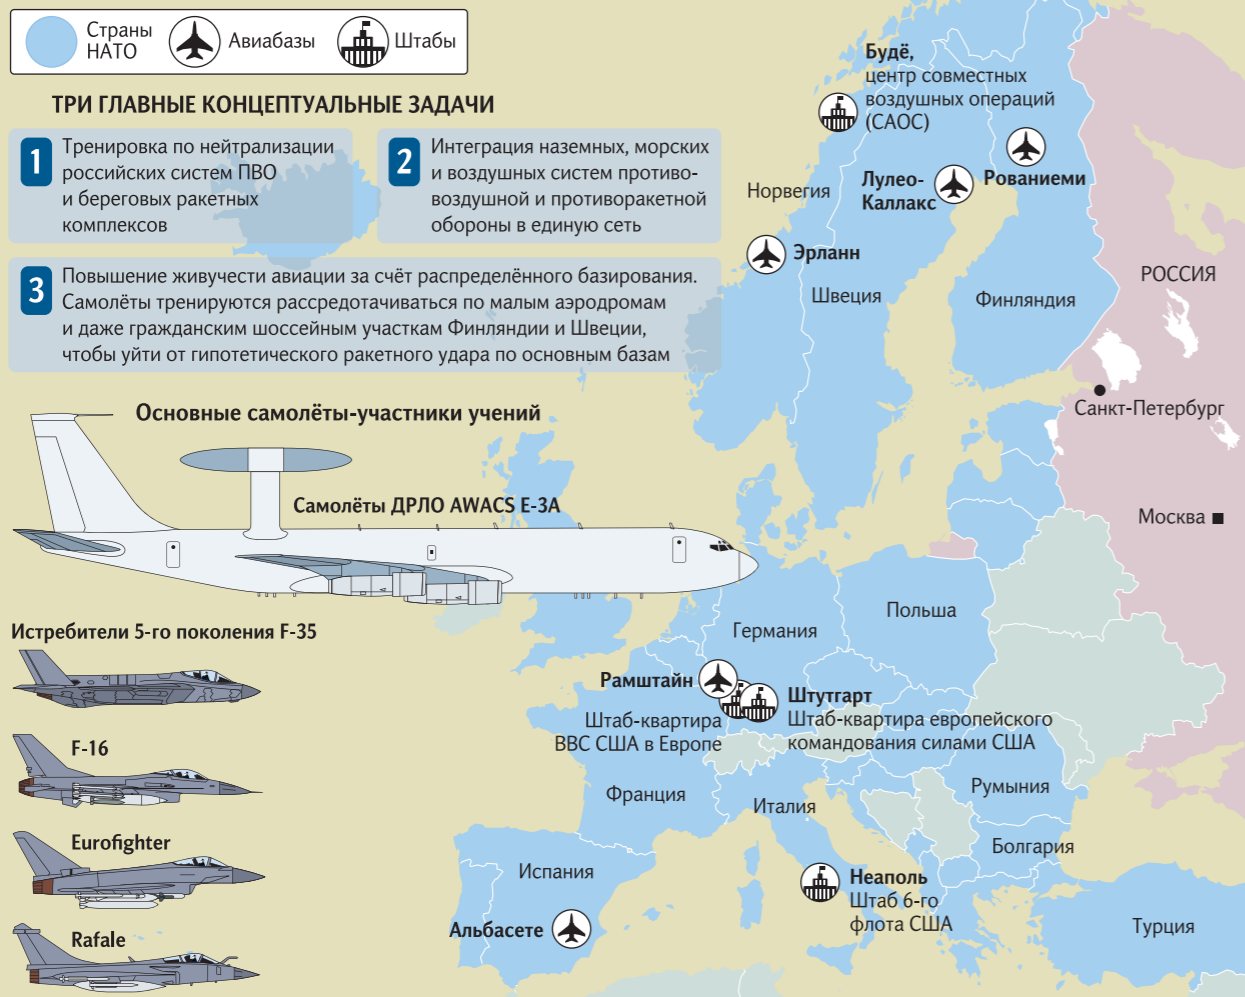 Страны
НАТО
Авиабазы
Штабы
ТРИ ГЛАВНЫЕ КОНЦЕПТУАЛЬНЫЕ ЗАДАЧИ
1
Тренировка по нейтрализации
российских систем ПВО
и береговых ракетных
комплексов
2
Интеграция наземных, морских
и воздушных систем противо-
воздушной и противоракетной
обороны в единую сеть
3
Повышение живучести авиации за счёт распределённого базирования.
Самолёты тренируются рассредотачиваться по малым аэродромам
и даже гражданским шоссейным участкам Финляндии и Швеции,
чтобы уйти от гипотетического ракетного удара по основным базам
Основные самолёты-участники учений
Самолёты ДРЛО AWACS E-3A
Истребители 5-го поколения F-35
F-16
Eurofighter
Rafale
Будё,
центр совместных
воздушных операций
(САОС)
Рованиеми
Лулео-
Каллакс
Норвегия
Эрланн
Швеция
Финляндия
РОССИЯ
Санкт-Петербург
Москва
Польша
Германия
Рамштайн
Штаб-квартира
ВВС США в Европе
Штутгарт
Штаб-квартира европейского
командования силами США
Франция
Италия
Румыния
Болгария
Испания
Неаполь
Штаб 6-го
флота США
Альбасете
Турция